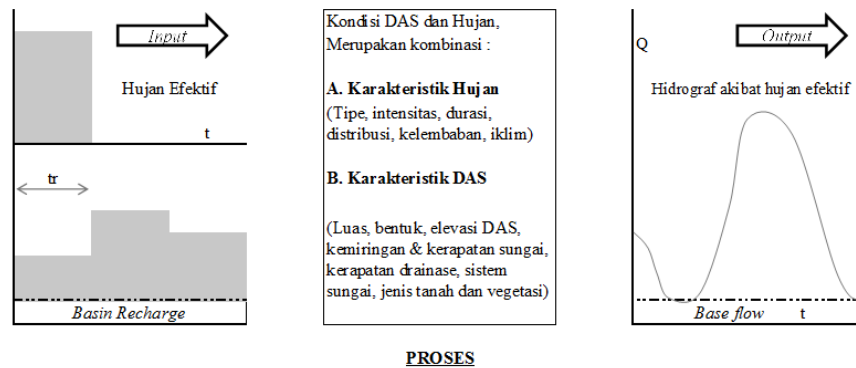 Input
Hujan Efektif
t
tr
Basin Recharge
Kondisi DAS dan Hujan,
Merupakan kombinasi :
A. Karakteristik Hujan
(Tipe, intensitas, durasi,
distribusi, kelembaban, iklim)
B. Karakteristik DAS
(Luas, bentuk, elevasi DAS,
kemiringan & kerapatan sungai,
kerapatan drainase, sistem
sungai, jenis tanah dan vegetasi)
PROSES
Output
Q
Hidrograf akibat hujan efektif
Base flow t